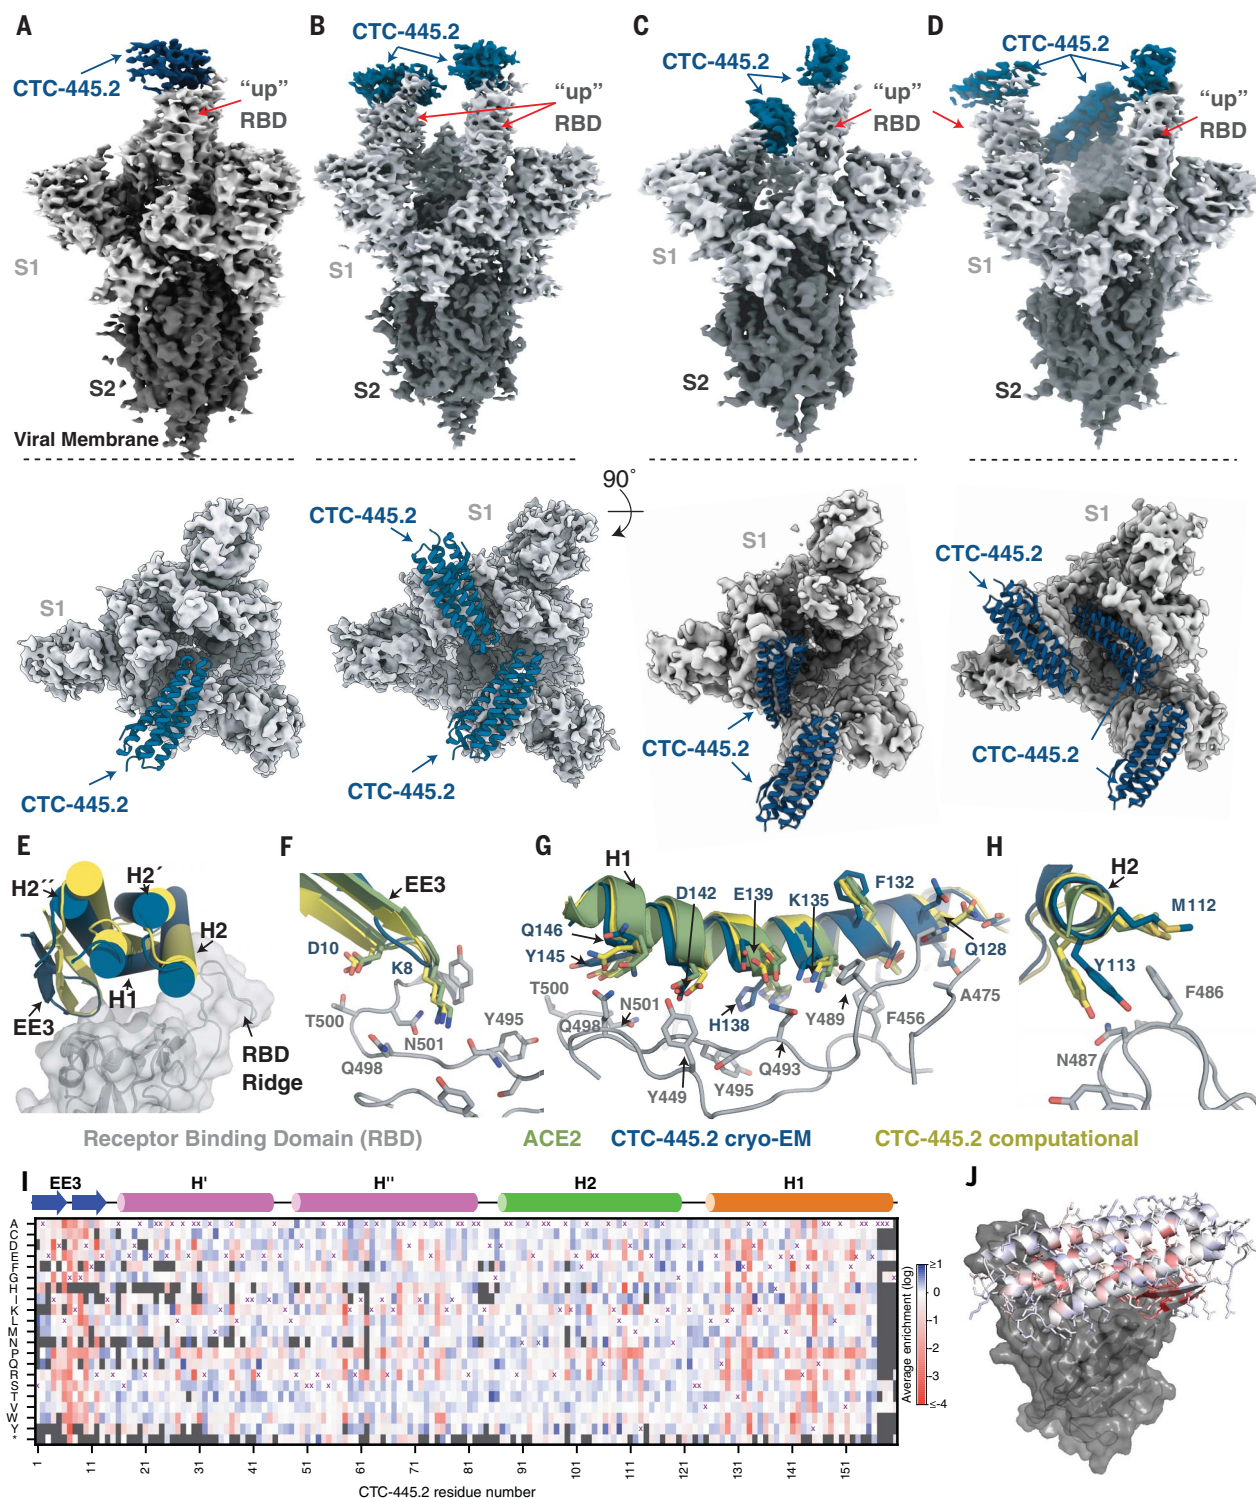 A
B
C
D
CTC-445.2
"up"
RBD
S1
S2
Viral Membrane
CTC-445.2
"up"
RBD
S1
S2
CTC-445.2
"up"
RBD
S1
S2
CTC-445.2
"up"
RBD
S1
S2
90°
S1
CTC-445.2
CTC-445.2
S1
CTC-445.2
S1
CTC-445.2
S1
CTC-445.2
CTC-445.2
E
H2´´
H2´
H2
H1
EE3
RBD
Ridge
F
EE3
D10
K8
T500
N501
Y495
Q498
G
H1
D142
E139
K135
F132
Q146
Y145
Q128
T500
N501
Q498
H138
Y489
A475
F456
Q493
Y495
Y449
H
H2
M112
Y113
F486
N487
Receptor Binding Domain (RBD)
ACE2
CTC-445.2 cryo-EM
CTC-445.2 computational
I
EE3
H'
H''
H2
H1
A
C
D
E
F
G
H
I
K
L
M
N
P
Q
R
S
T
V
W
Y
*
1
11
21
31
41
51
61
71
81
91
101
111
121
131
141
151
CTC-445.2 residue number
Average enrichment (log)
≥1
0
-1
-2
-3
≤-4
J